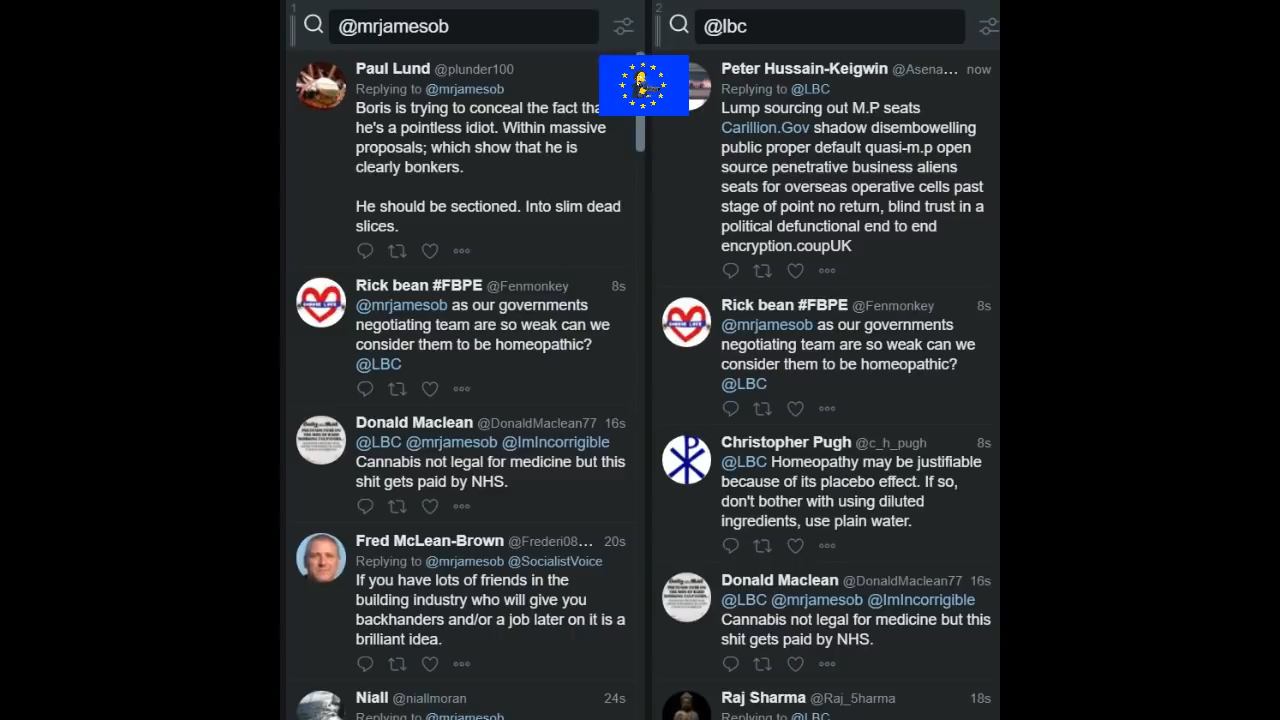 1
@mrjamesob
Paul Lund @plunder100
Replying to @mrjamesob
Boris is trying to conceal the fact tha
he's a pointless idiot. Within massive
proposals; which show that he is
clearly bonkers.
He should be sectioned. Into slim dead
slices.
Rick bean #FBPE @Fenmonkey 8s
@mrjamesob as our governments
negotiating team are so weak can we
consider them to be homeopathic?
@LBC
Donald Maclean @DonaldMaclean77 16s
@LBC @mrjamesob @ImIncorrigible
Cannabis not legal for medicine but this
shit gets paid by NHS.
Fred McLean-Brown @Frederi08... 20s
Replying to @mrjamesob @SocialistVoice
If you have lots of friends in the
building industry who will give you
backhanders and/or a job later on it is a
brilliant idea.
Niall @niallmoran 24s
Replying to @mrjamesob
2
@lbc
Peter Hussain-Keigwin @Asena... now
Replying to @LBC
Lump sourcing out M.P seats
Carillion.Gov shadow disembowelling
public proper default quasi-m.p open
source penetrative business aliens
seats for overseas operative cells past
stage of point no return, blind trust in a
political defunctional end to end
encryption.coupUK
Rick bean #FBPE @Fenmonkey 8s
@mrjamesob as our governments
negotiating team are so weak can we
consider them to be homeopathic?
@LBC
Christopher Pugh @c_h_pugh 8s
@LBC Homeopathy may be justifiable
because of its placebo effect. If so,
don't bother with using diluted
ingredients, use plain water.
Donald Maclean @DonaldMaclean77 16s
@LBC @mrjamesob @ImIncorrigible
Cannabis not legal for medicine but this
shit gets paid by NHS.
Raj Sharma @Raj_5harma 18s
Replying to @LBC